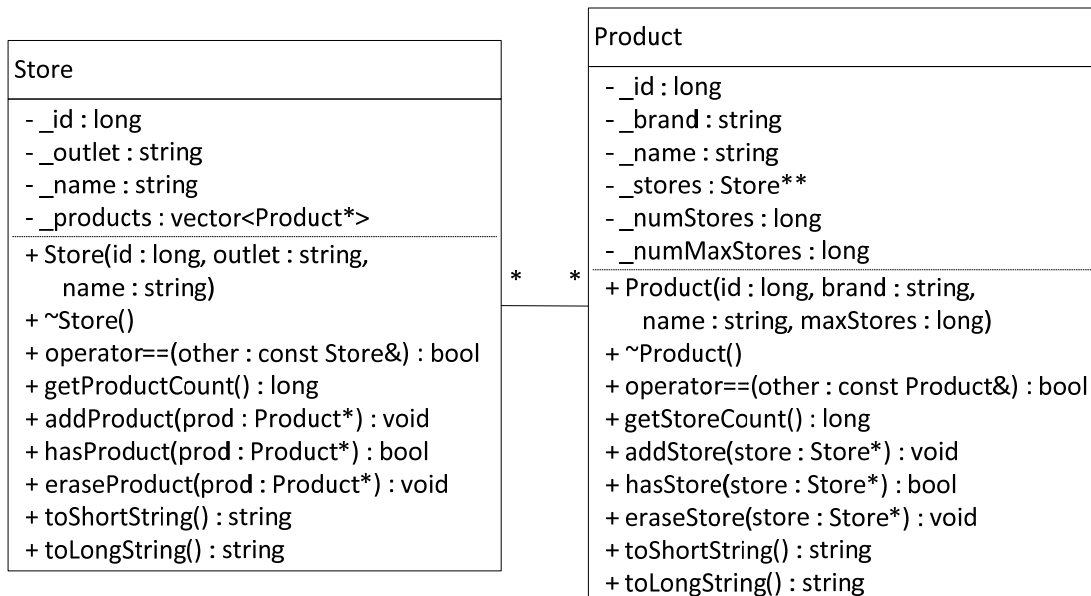 Store
- _id : long
- _outlet : string
- _name : string
- _products : vector<Product*>
+ Store(id : long, outlet : string,
name : string)
+ ~Store()
+ operator==(other : const Store&) : bool
+ getProductCount() : long
+ addProduct(prod : Product*) : void
+ hasProduct(prod : Product*) : bool
+ eraseProduct(prod : Product*) : void
+ toShortString() : string
+ toLongString() : string
* *
Product
- _id : long
- _brand : string
- _name : string
- _stores : Store**
- _numStores : long
- _numMaxStores : long
+ Product(id : long, brand : string,
name : string, maxStores : long)
+ ~Product()
+ operator==(other : const Product&) : bool
+ getStoreCount() : long
+ addStore(store : Store*) : void
+ hasStore(store : Store*) : bool
+ eraseStore(store : Store*) : void
+ toShortString() : string
+ toLongString() : string